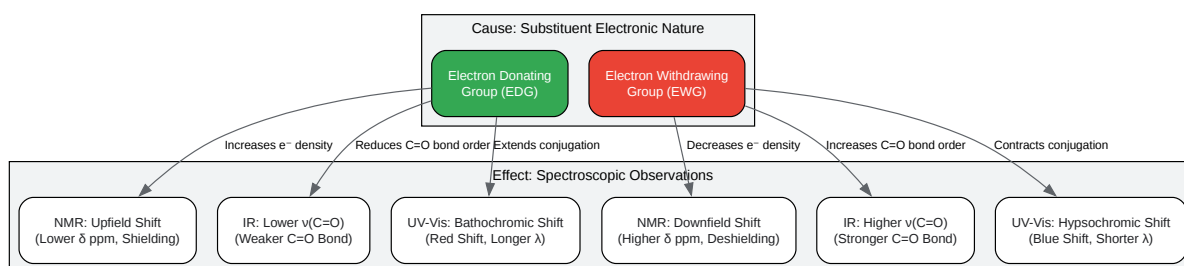 Cause: Substituent Electronic Nature
Electron Donating
Group (EDG)
Electron Withdrawing
Group (EWG)
Increases e⁻ density
Reduces C=O bond order
Extends conjugation
Decreases e⁻ density
Increases C=O bond order
Contracts conjugation
Effect: Spectroscopic Observations
NMR: Upfield Shift
(Lower δ ppm, Shielding)
IR: Lower ν(C=O)
(Weaker C=O Bond)
UV-Vis: Bathochromic Shift
(Red Shift, Longer λ)
NMR: Downfield Shift
(Higher δ ppm, Deshielding)
IR: Higher ν(C=O)
(Stronger C=O Bond)
UV-Vis: Hypsochromic Shift
(Blue Shift, Shorter λ)